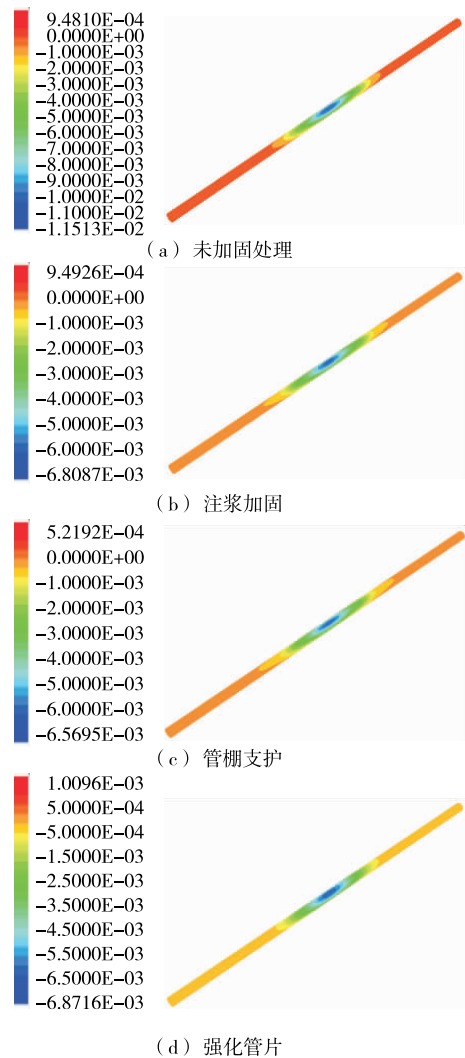 9.4810E-04
0.0000E+00
-1.0000E-03
-2.0000E-03
-3.0000E-03
-4.0000E-03
-5.0000E-03
-6.0000E-03
-7.0000E-03
-8.0000E-03
-9.0000E-03
-1.0000E-02
-1.1000E-02
-1.1513E-02
（a）未加固处理
9.4926E-04
0.0000E+00
-1.0000E-03
-2.0000E-03
-3.0000E-03
-4.0000E-03
-5.0000E-03
-6.0000E-03
-6.8087E-03
（b）注浆加固
5.2192E-04
0.0000E+00
-1.0000E-03
-2.0000E-03
-3.0000E-03
-4.0000E-03
-5.0000E-03
-6.0000E-03
-6.5695E-03
（c）管棚支护
1.0096E-03
5.0000E-04
-5.0000E-04
-1.5000E-03
-2.5000E-03
-3.5000E-03
-4.5000E-03
-5.5000E-03
-6.5000E-03
-6.8716E-03
（d）强化管片